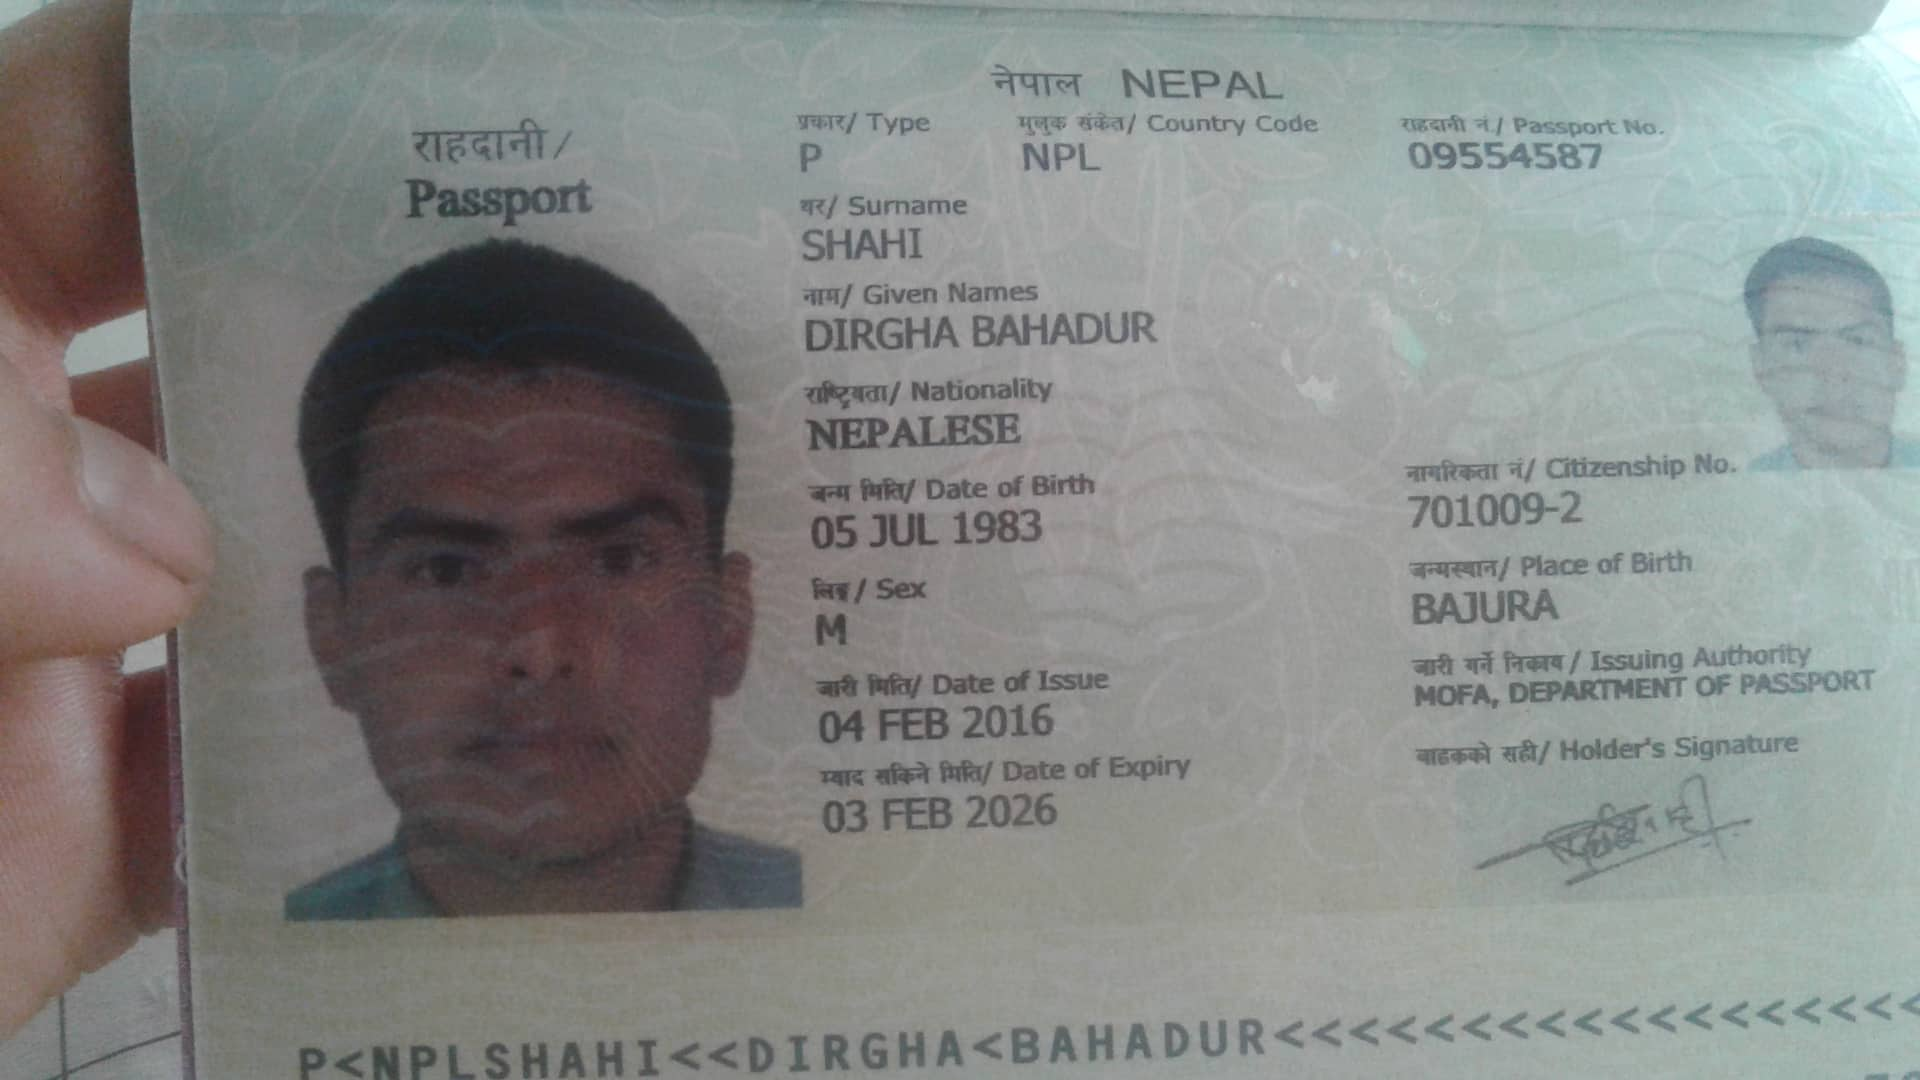 नेपाल NEPAL
राहदानी /
Passport
प्रकार/ Type
P
मुलुक संकेत/ Country Code
NPL
राहदानी नं./ Passport No.
09554587
थर/ Surname
SHAHI
नाम/ Given Names
DIRGHA BAHADUR
राष्ट्रियता/ Nationality
NEPALESE
जन्म मिति/ Date of Birth
05 JUL 1983
नागरिकता नं/ Citizenship No.
701009-2
लिङ्ग / Sex
M
जन्मस्थान/ Place of Birth
BAJURA
जारी मिति/ Date of Issue
04 FEB 2016
जारी गर्ने निकाय / Issuing Authority
MOFA, DEPARTMENT OF PASSPORT
म्याद सकिने मिति/ Date of Expiry
03 FEB 2026
वाहकको सही/ Holder's Signature
P<NPLSHAHI<<DIRGHA<BAHADUR<<<<<<<<<<<<<<<<<<